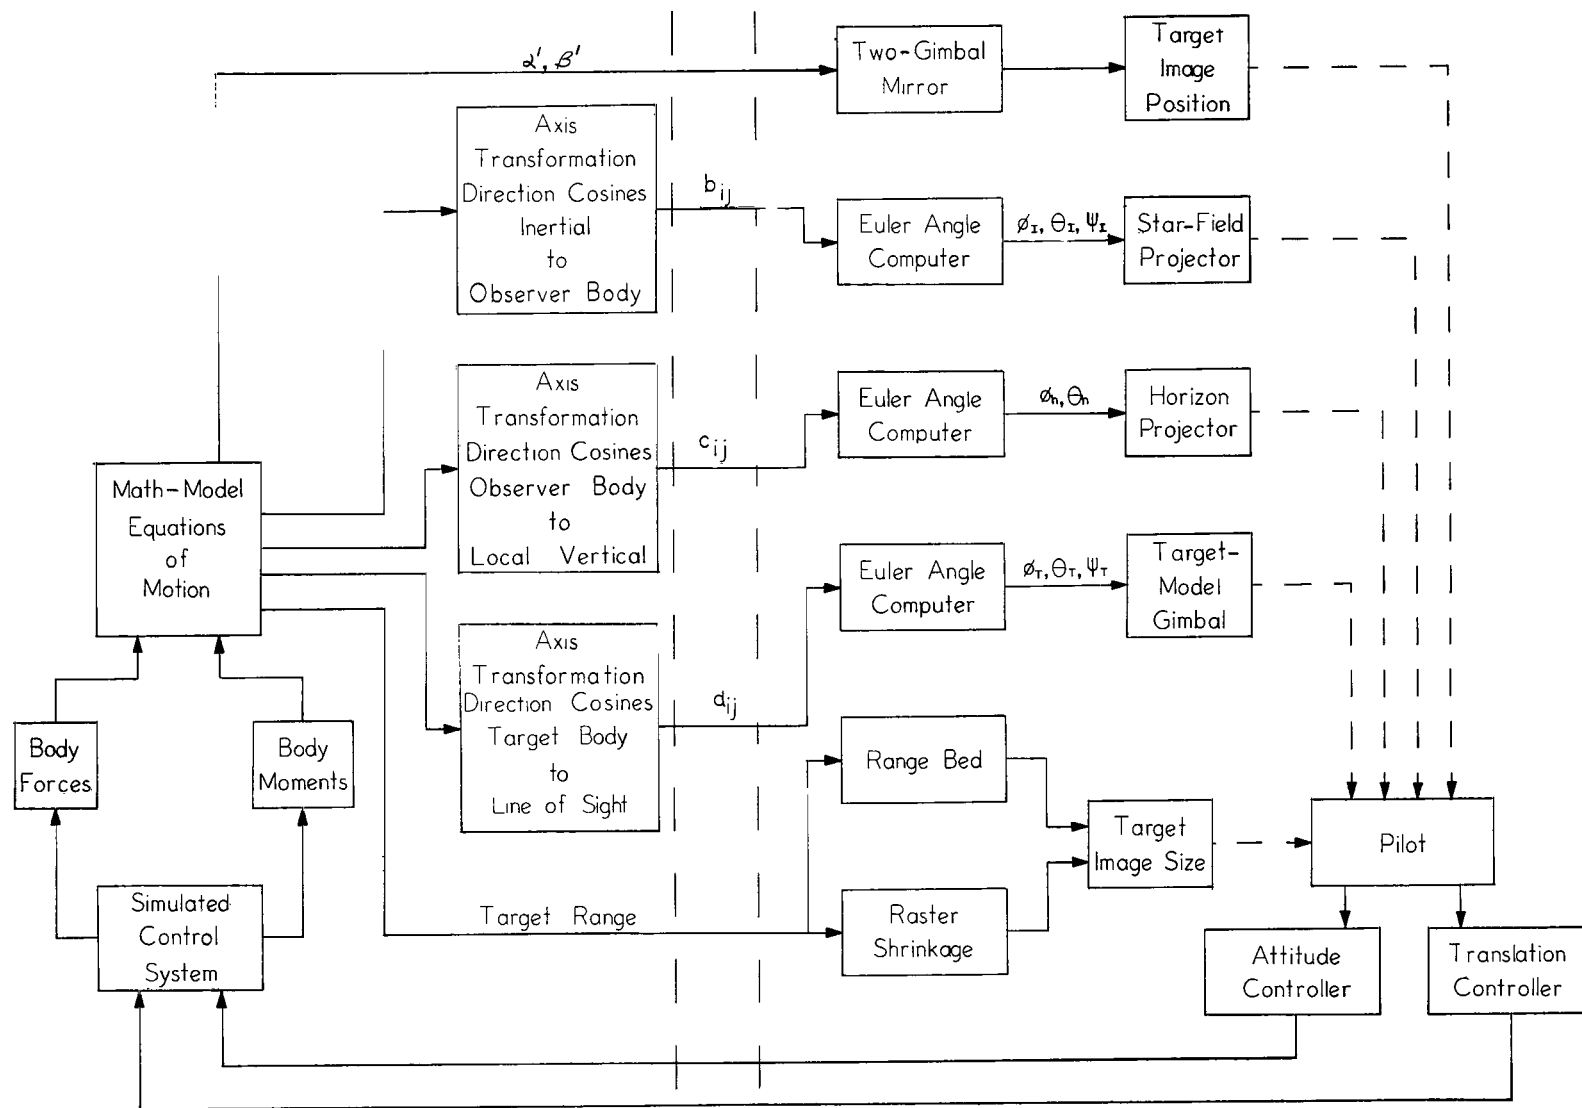 α', β'
Two-Gimbal
Mirror
Target
Image
Position
Axis
Transformation
Direction Cosines
Inertial
to
Observer Body
b_ij
Euler Angle
Computer
ø_I, θ_I, Ψ_I
Star-Field
Projector
Axis
Transformation
Direction Cosines
Observer Body
to
Local Vertical
c_ij
Euler Angle
Computer
ø_h, θ_h
Horizon
Projector
Math-Model
Equations
of
Motion
Axis
Transformation
Direction Cosines
Target Body
to
Line of Sight
d_ij
Euler Angle
Computer
ø_T, θ_T, Ψ_T
Target-
Model
Gimbal
Body
Forces
Body
Moments
Range Bed
Target
Image Size
Pilot
Simulated
Control
System
Target Range
Raster
Shrinkage
Attitude
Controller
Translation
Controller